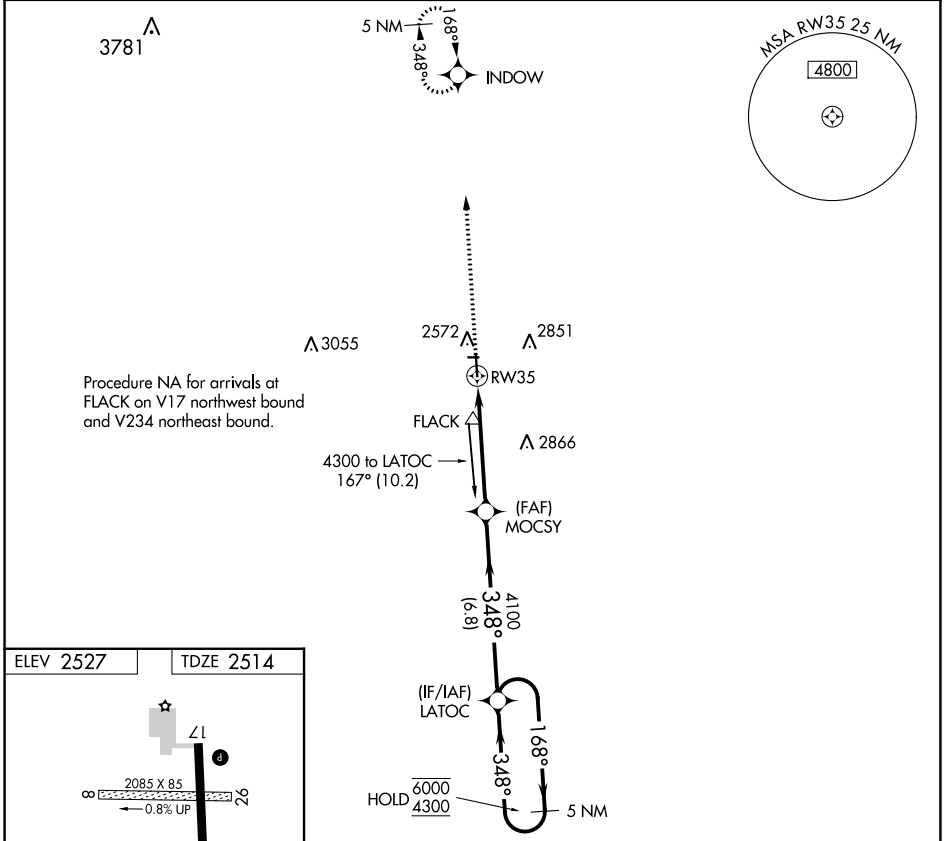 3781
5 NM
168°
348°
INDOW
MSA RW35 25 NM
4800
3055
2572
2851
RW35
Procedure NA for arrivals at
FLACK on V17 northwest bound
and V234 northeast bound.
FLACK
2866
4300 to LATOC
167° (10.2)
(FAF)
MOCSY
4100
348°
(6.8)
(IF/IAF)
LATOC
168°
348°
HOLD 6000
4300
5 NM
ELEV 2527
TDZE 2514
17
P
2085 X 85
8
26
0.8% UP